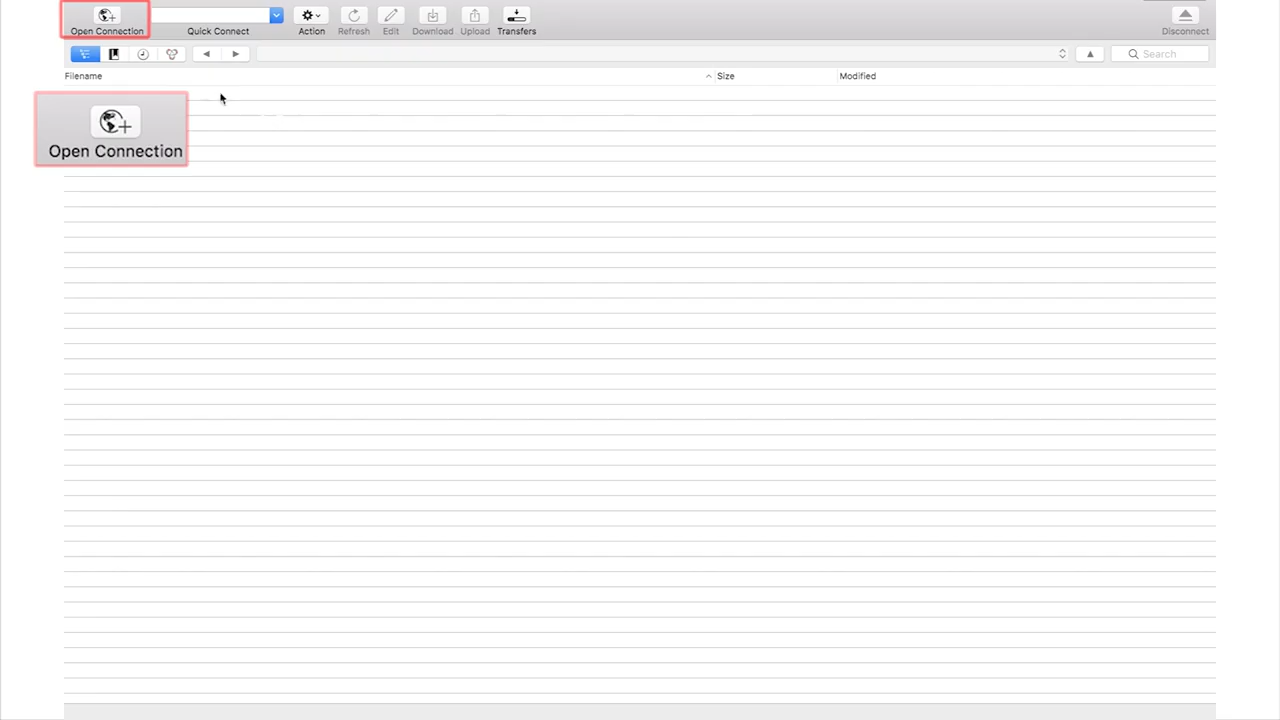 Open Connection
Quick Connect
Action
Refresh
Edit
Download
Upload
Transfers
Disconnect
Search
Filename
Size
Modified
Open Connection